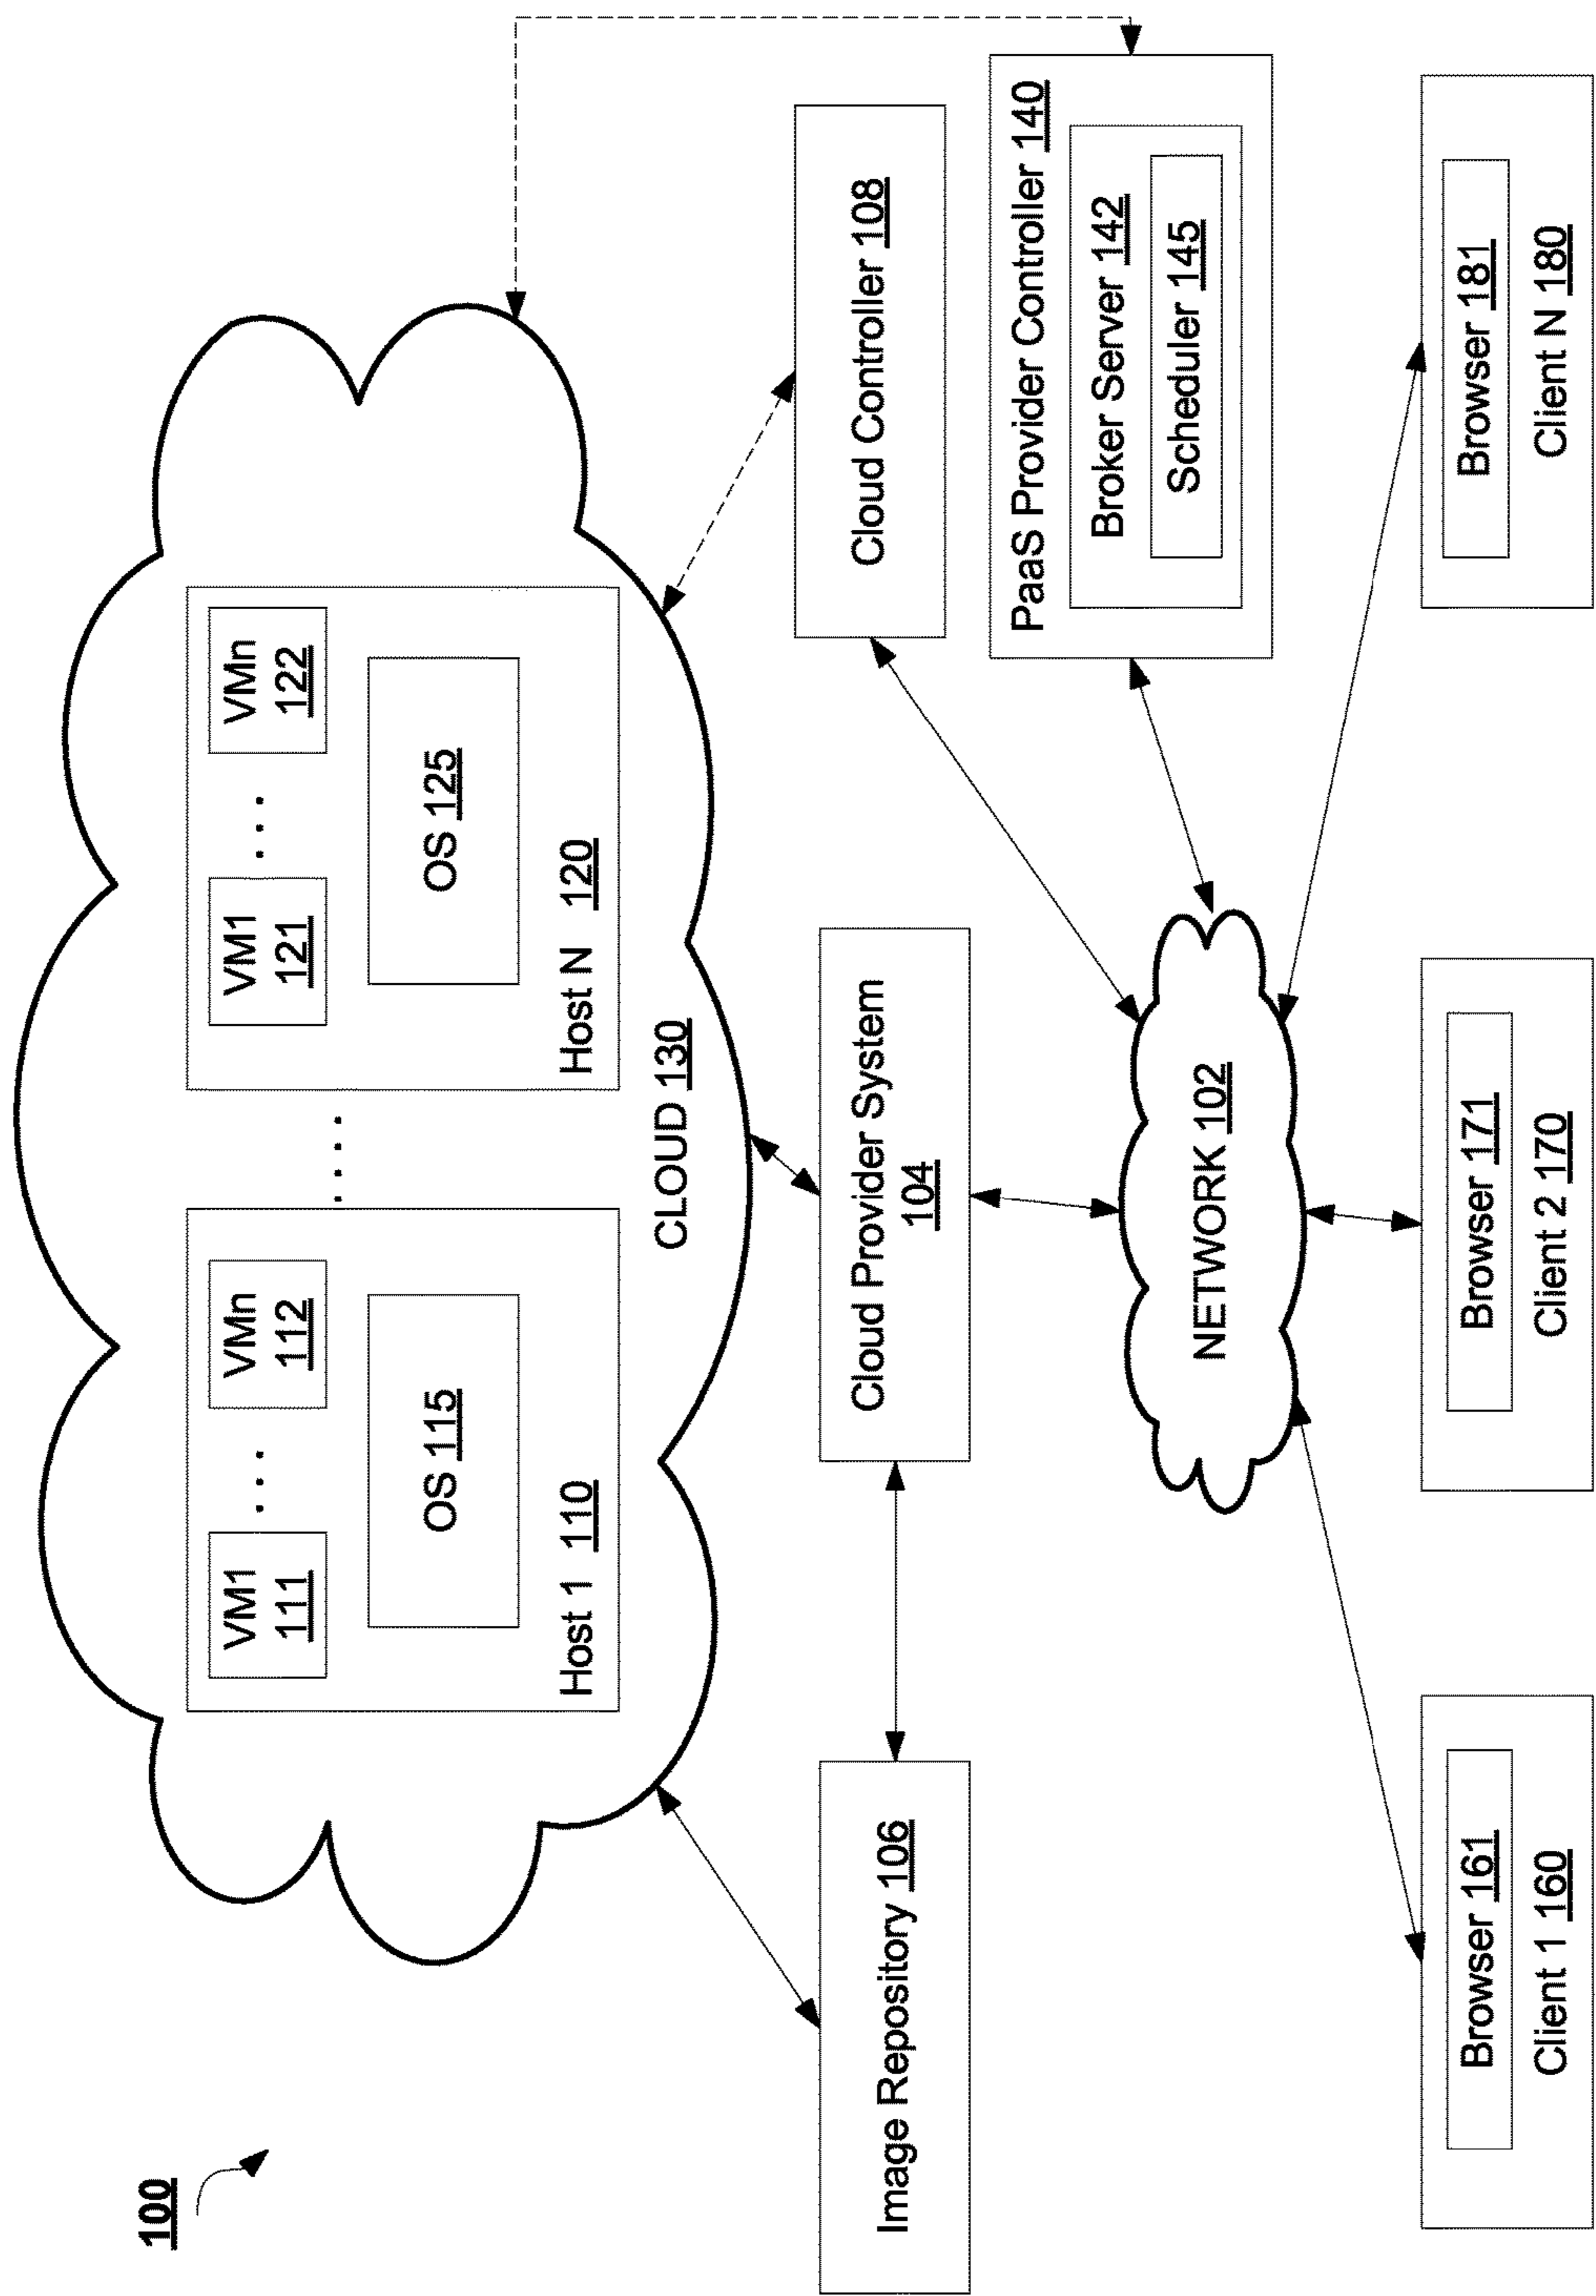 100
VM1
111
. . .
VMn
112
OS 115
Host 1 110
. . . . .
VM1
121
. . .
VMn
122
OS 125
Host N 120
CLOUD 130
Image Repository 106
Cloud Provider System
104
Cloud Controller 108
PaaS Provider Controller 140
Broker Server 142
Scheduler 145
NETWORK 102
Browser 161
Client 1 160
Browser 171
Client 2 170
Browser 181
Client N 180